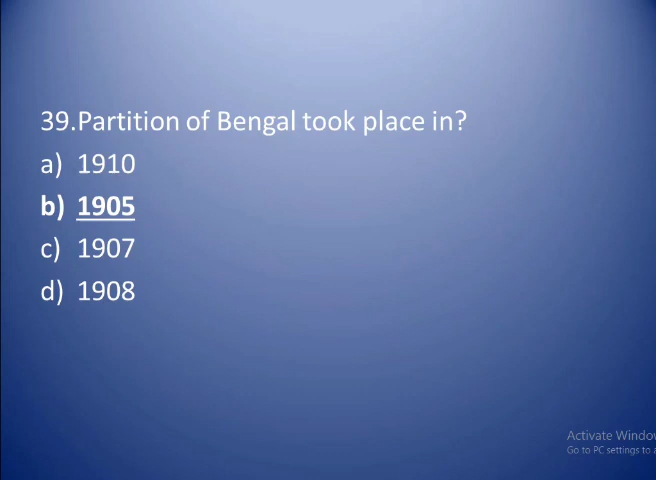 39.Partition of Bengal took place in?
a) 1910
b) 1905
c) 1907
d) 1908
Activate Window
Go to PC settings to a